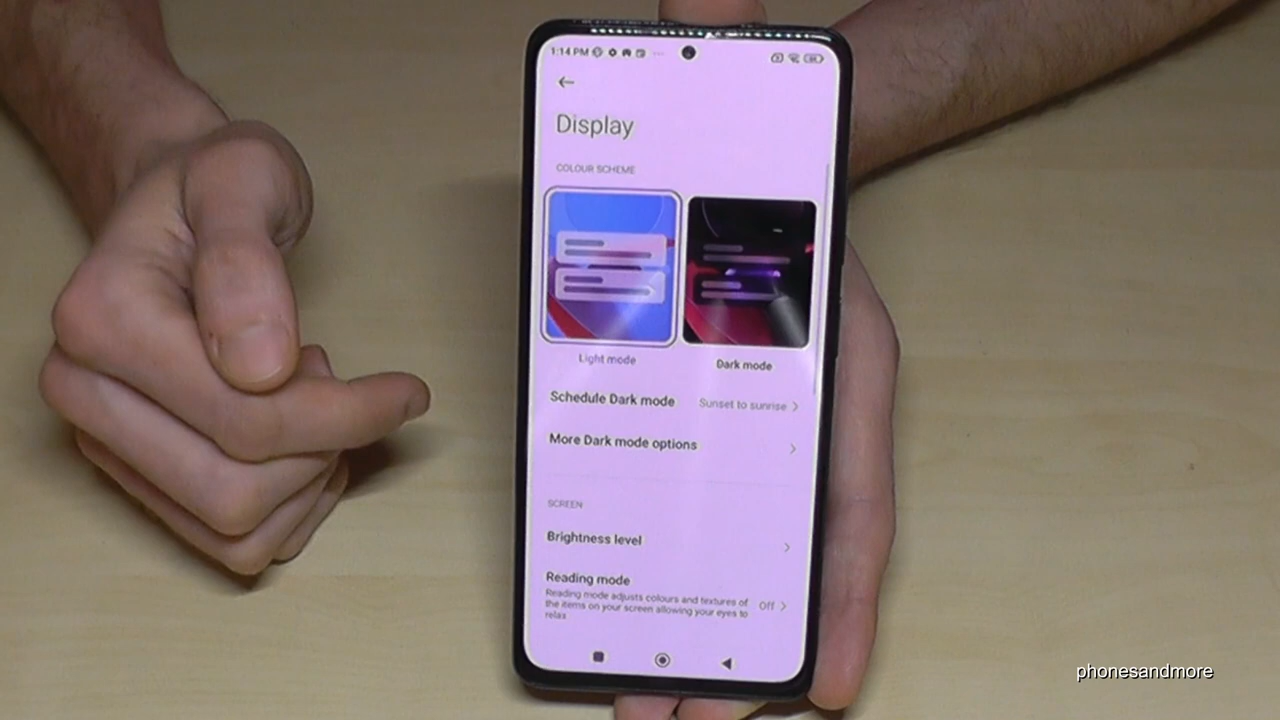 1:14 PM
Display
COLOUR SCHEME
Light mode
Dark mode
Schedule Dark mode
Sunset to sunrise
More Dark mode options
SCREEN
Brightness level
Reading mode
Reading mode adjusts colours and textures of
the items on your screen allowing your eyes to
relax
Off
phonesandmore